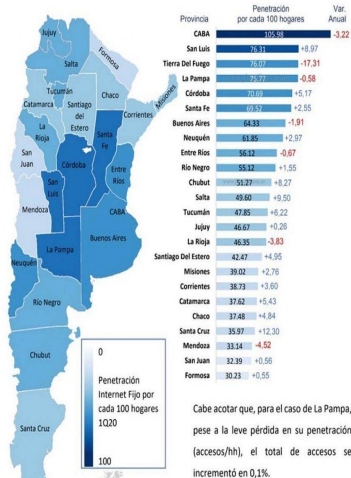 Provincia
Penetración
por cada 100 hogares
Var.
Anual
CABA 105.98 -3,22
San Luis 76.31 +8,97
Tierra Del Fuego 76.07 -17,31
La Pampa 75.77 -0,58
Córdoba 70.69 +5,17
Santa Fe 69.52 +2,55
Buenos Aires 64.33 -1,91
Neuquén 61.85 +2,97
Entre Ríos 56.12 -0,67
Río Negro 55.12 +1,55
Chubut 51.27 +8,27
Salta 49.60 +9,50
Tucumán 47.85 +6,22
Jujuy 46.67 +0,26
La Rioja 46.35 -3,83
Santiago Del Estero 42.47 +4,95
Misiones 39.02 +2,76
Corrientes 38.73 +3,60
Catamarca 37.62 +5,43
Chaco 37.48 +4,84
Santa Cruz 35.97 +12,30
Mendoza 33.14 -4,52
San Juan 32.39 +0,56
Formosa 30.23 +0,55
Cabe acotar que, para el caso de La Pampa,
pese a la leve pérdida en su penetración
(accesos/hh), el total de accesos se
incrementó en 0,1%.
Jujuy
Salta
Formosa
Tucumán
Catamarca
Santiago
del
Estero
Chaco
Misiones
Corrientes
La
Rioja
Santa
Fe
San
Juan
Córdoba
Entre
Ríos
San
Luis
Mendoza
CABA
Buenos Aires
La Pampa
Neuquén
Río Negro
Chubut
Santa Cruz
0
Penetración
Internet Fijo por
cada 100 hogares
1Q20
100